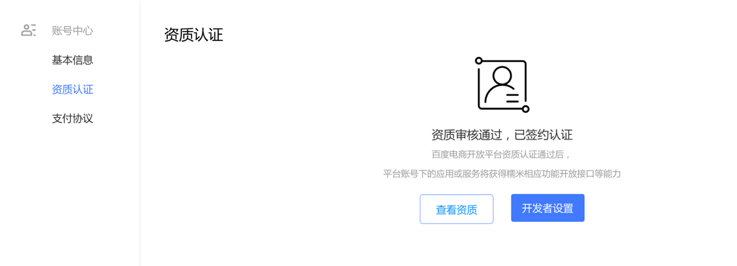 账号中心
基本信息
资质认证
支付协议
资质认证
资质审核通过，已签约认证
百度电商开放平台资质认证通过后，
平台账号下的应用或服务将获得糯米相应功能开放接口等能力
查看资质
开发者设置